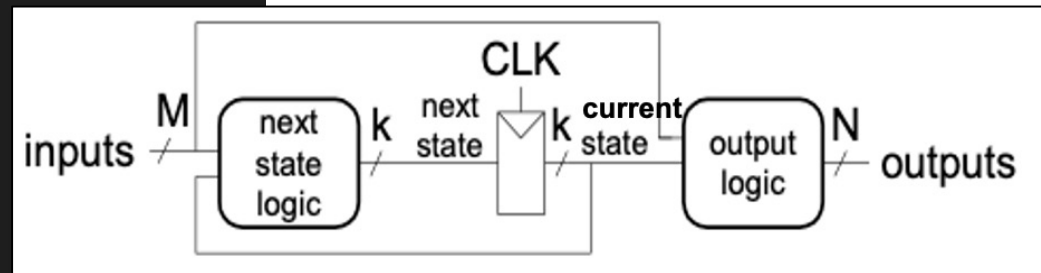 CLK
M
next
k
next
k
current
N
inputs
state
state
state
output
outputs
logic
logic